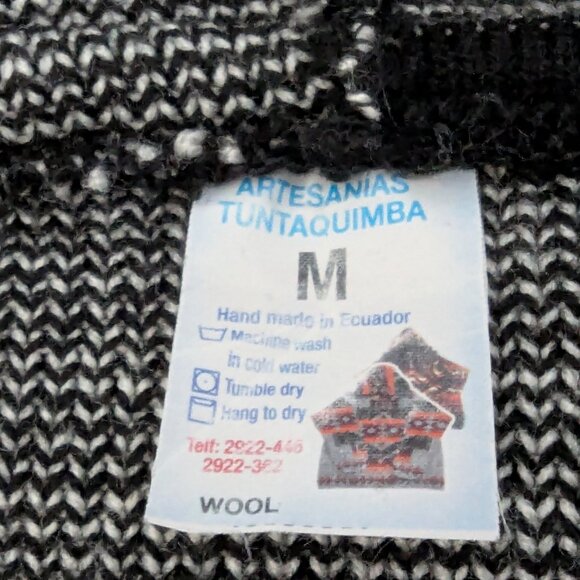 ARTESANÍAS
TUNTAQUIMBA
M
Hand made in Ecuador
Machine wash
in cold water
Tumble dry
Hang to dry
Telf: 2922-446
2922-362
WOOL